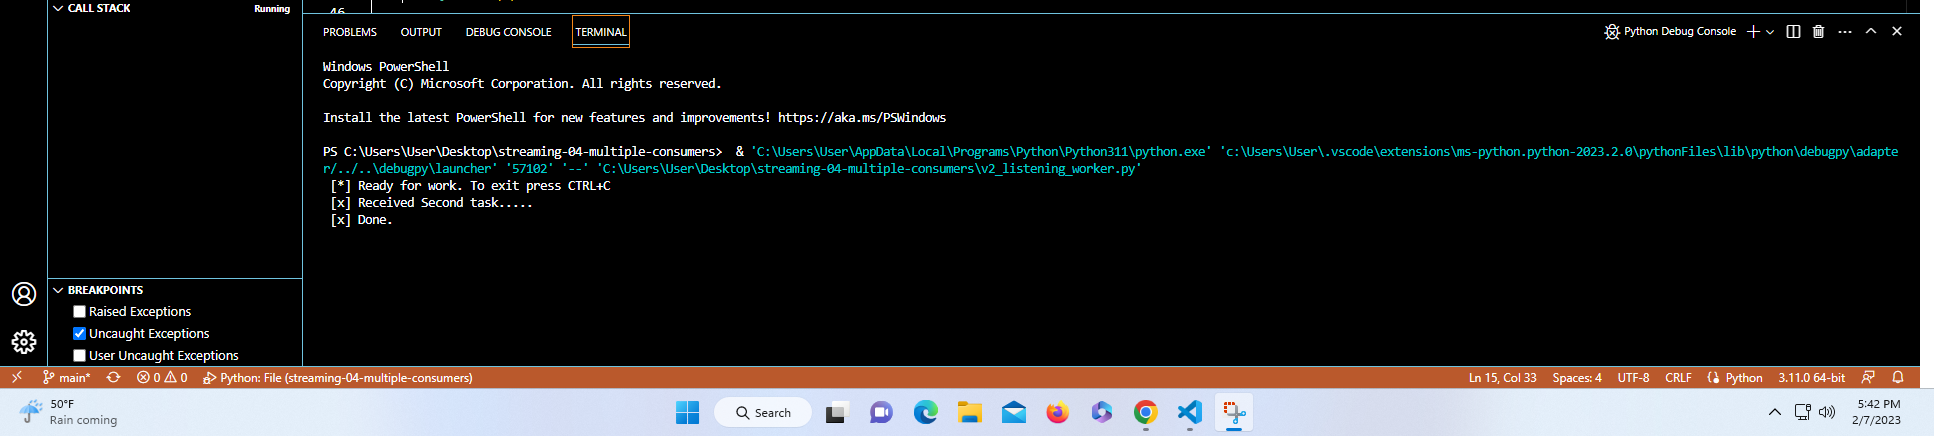 CALL STACK
Running
46
PROBLEMS OUTPUT DEBUG CONSOLE TERMINAL
Python Debug Console
Windows PowerShell
Copyright (C) Microsoft Corporation. All rights reserved.
Install the latest PowerShell for new features and improvements! https://aka.ms/PSWindows
PS C:\Users\User\Desktop\streaming-04-multiple-consumers>  & 'C:\Users\User\AppData\Local\Programs\Python\Python311\python.exe' 'c:\Users\User\.vscode\extensions\ms-python.python-2023.2.0\pythonFiles\lib\python\debugpy\adapte
r/../..\debugpy\launcher' '57102' '--' 'C:\Users\User\Desktop\streaming-04-multiple-consumers\v2_listening_worker.py'
[*] Ready for work. To exit press CTRL+C
[x] Received Second task.....
[x] Done.
BREAKPOINTS
Raised Exceptions
Uncaught Exceptions
User Uncaught Exceptions
main* 0 0 Python: File (streaming-04-multiple-consumers)
Ln 15, Col 33 Spaces: 4 UTF-8 CRLF Python 3.11.0 64-bit
50°F
Rain coming
Search
5:42 PM
2/7/2023